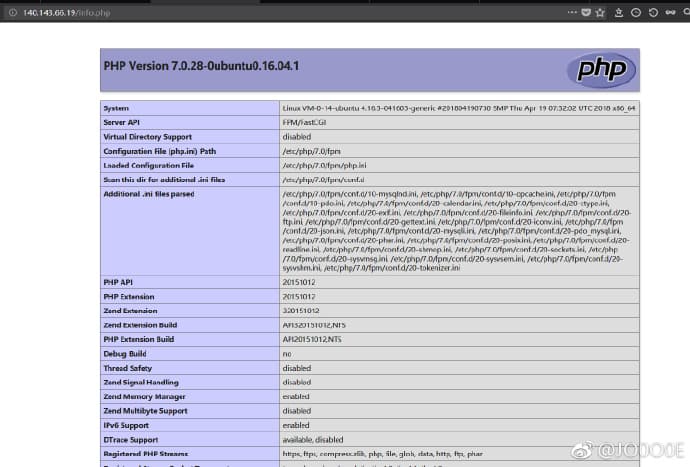 140.143.66.19/info.php
PHP Version 7.0.28-0ubuntu0.16.04.1
php
System Linux VM-0-14-ubuntu 4.16.3-041603-generic #201804190730 SMP Thu Apr 19 07:32:02 UTC 2018 x86_64
Server API FPM/FastCGI
Virtual Directory Support disabled
Configuration File (php.ini) Path /etc/php/7.0/fpm
Loaded Configuration File /etc/php/7.0/fpm/php.ini
Scan this dir for additional .ini files /etc/php/7.0/fpm/conf.d
Additional .ini files parsed /etc/php/7.0/fpm/conf.d/10-mysqlnd.ini, /etc/php/7.0/fpm/conf.d/10-opcache.ini, /etc/php/7.0/fpm
/conf.d/10-pdo.ini, /etc/php/7.0/fpm/conf.d/20-calendar.ini, /etc/php/7.0/fpm/conf.d/20-ctype.ini,
/etc/php/7.0/fpm/conf.d/20-exif.ini, /etc/php/7.0/fpm/conf.d/20-fileinfo.ini, /etc/php/7.0/fpm/conf.d/20-
ftp.ini, /etc/php/7.0/fpm/conf.d/20-gettext.ini, /etc/php/7.0/fpm/conf.d/20-iconv.ini, /etc/php/7.0/fpm
/conf.d/20-json.ini, /etc/php/7.0/fpm/conf.d/20-mysqli.ini, /etc/php/7.0/fpm/conf.d/20-pdo_mysql.ini,
/etc/php/7.0/fpm/conf.d/20-phar.ini, /etc/php/7.0/fpm/conf.d/20-posix.ini, /etc/php/7.0/fpm/conf.d/20-
readline.ini, /etc/php/7.0/fpm/conf.d/20-shmop.ini, /etc/php/7.0/fpm/conf.d/20-sockets.ini, /etc/php
/7.0/fpm/conf.d/20-sysvmsg.ini, /etc/php/7.0/fpm/conf.d/20-sysvsem.ini, /etc/php/7.0/fpm/conf.d/20-
sysvshm.ini, /etc/php/7.0/fpm/conf.d/20-tokenizer.ini
PHP API 20151012
PHP Extension 20151012
Zend Extension 320151012
Zend Extension Build API320151012,NTS
PHP Extension Build API20151012,NTS
Debug Build no
Thread Safety disabled
Zend Signal Handling disabled
Zend Memory Manager enabled
Zend Multibyte Support disabled
IPv6 Support enabled
DTrace Support available, disabled
Registered PHP Streams https, ftps, compress.zlib, php, file, glob, data, http, ftp, phar